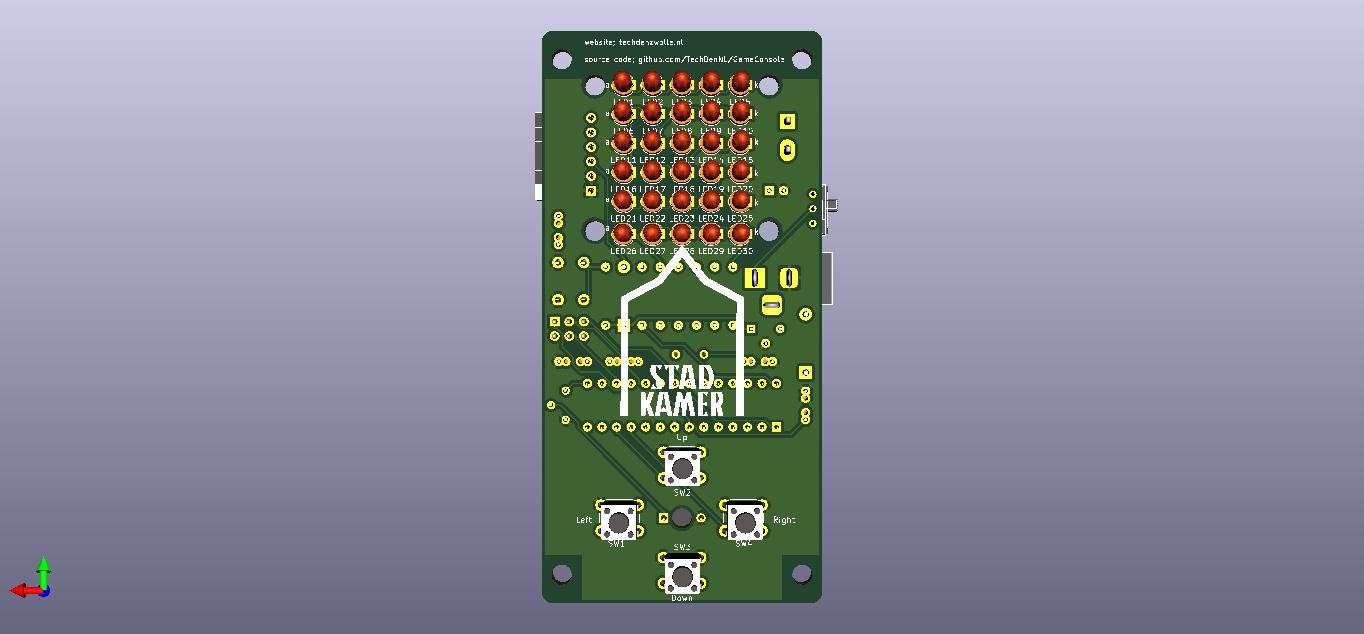 website; techdenzwolle.nl
source code; github.com/TechDenNL/GameConsole
a k
LED1 LED2 LED3 LED4 LED5
a k
LED6 LED7 LED8 LED9 LED10
a k
LED11 LED12 LED13 LED14 LED15
a k
LED16 LED17 LED18 LED19 LED20
a k
LED21 LED22 LED23 LED24 LED25
a k
LED26 LED27 LED28 LED29 LED30
STAD
KAMER
Up
SW2
Left Right
SW1 SW4
SW3
Down